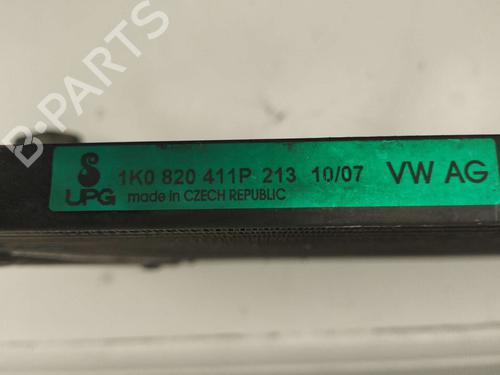 B-PARTS
1K0 820 411P 213 10/07 VW AG
UPG made in CZECH REPUBLIC